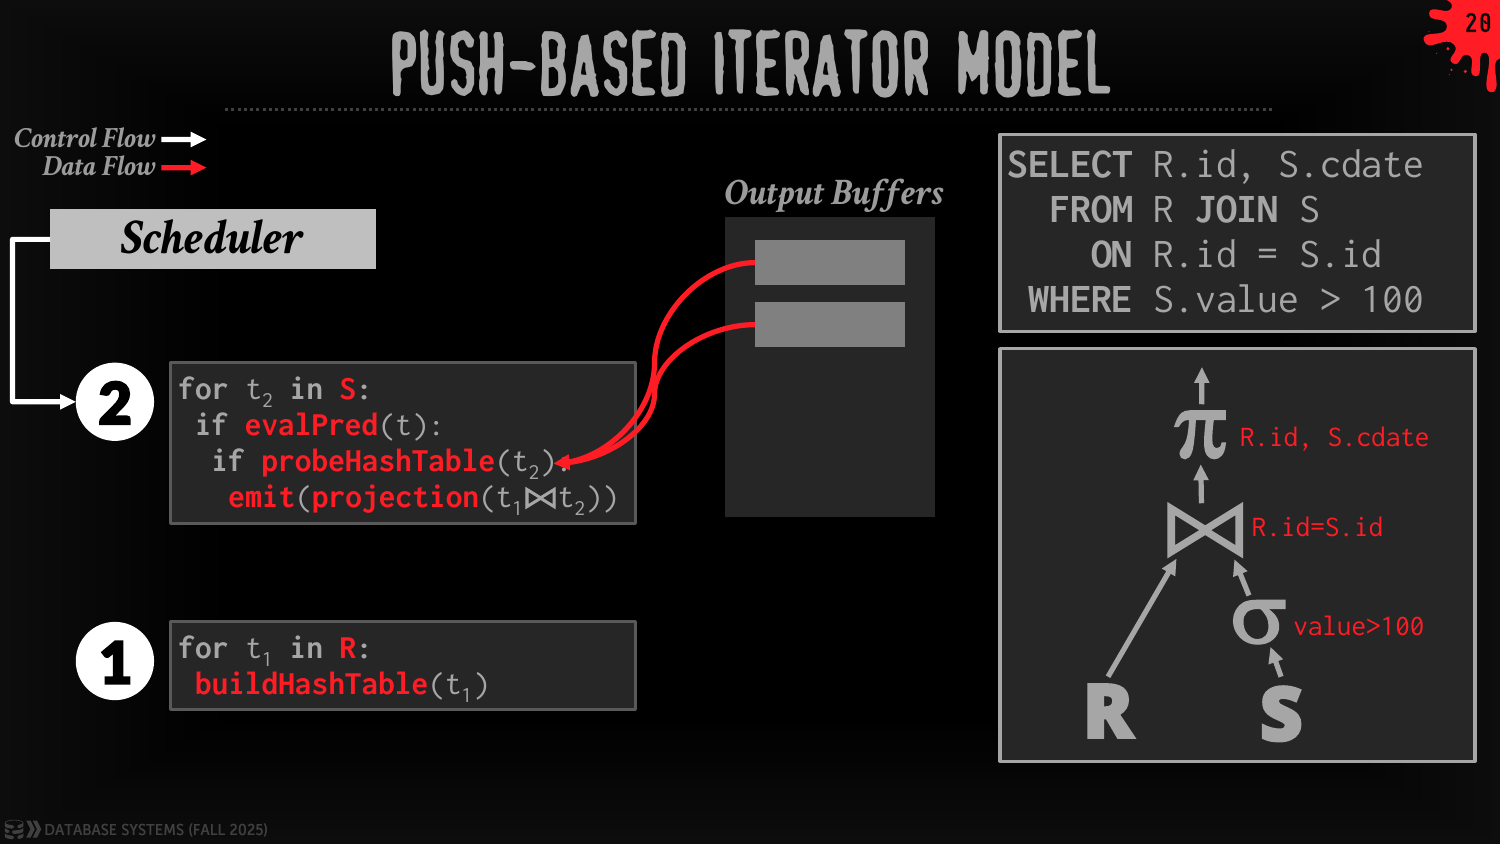 20
PUSH-BASED ITERATOR MODEL
Control Flow
Data Flow
Scheduler
Output Buffers
SELECT R.id, S.cdate
FROM R JOIN S
ON R.id = S.id
WHERE S.value > 100
2
for t₂ in S:
if evalPred(t):
if probeHashTable(t₂):
emit(projection(t₁⋈t₂))
1
for t₁ in R:
buildHashTable(t₁)
π R.id, S.cdate
⋈ R.id=S.id
σ value>100
R S
DATABASE SYSTEMS (FALL 2025)